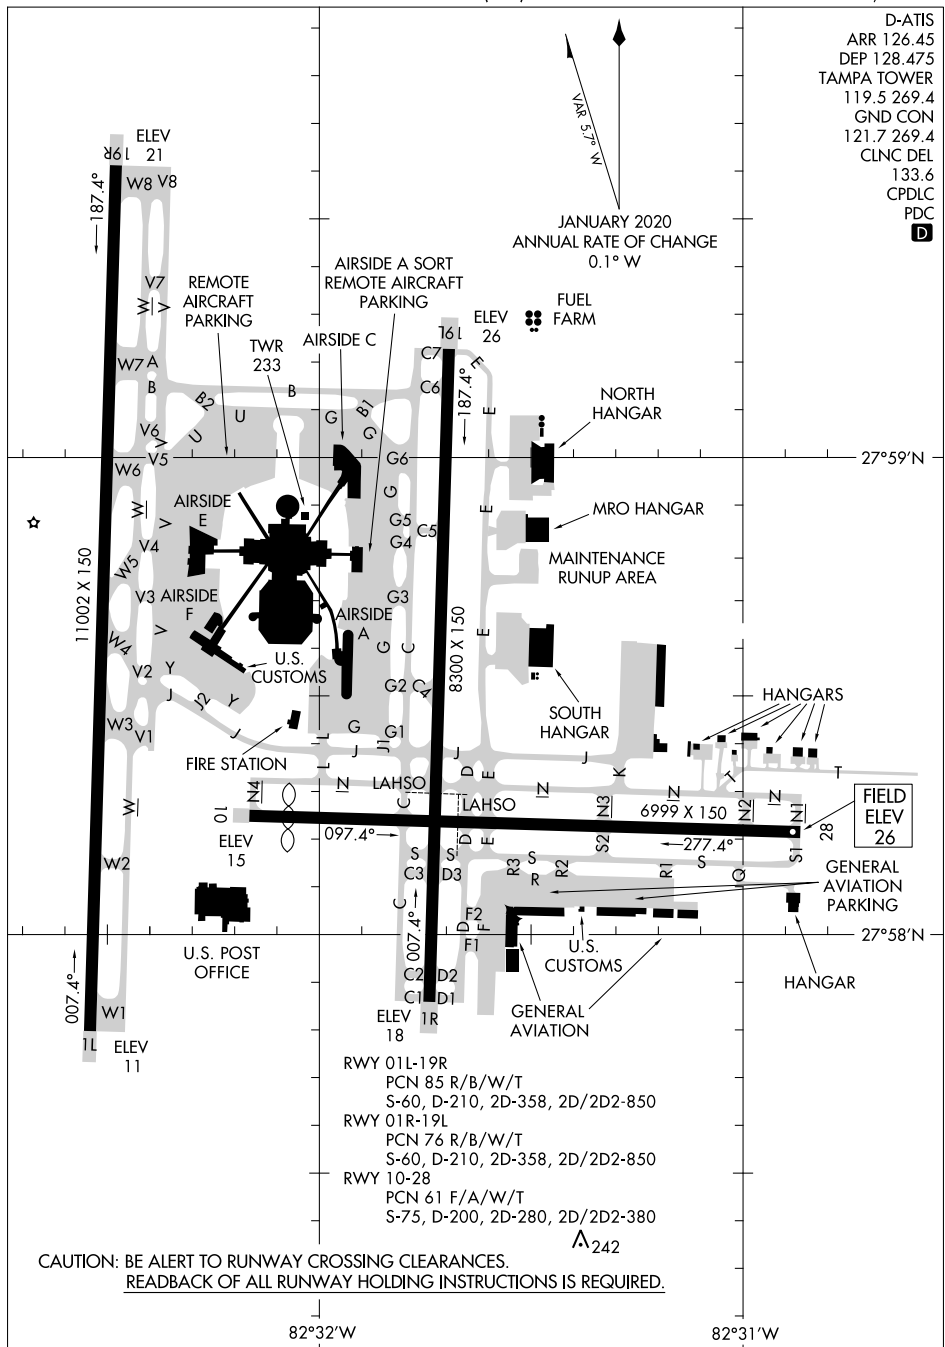 D-ATIS
ARR 126.45
DEP 128.475
TAMPA TOWER
119.5 269.4
GND CON
121.7 269.4
CLNC DEL
133.6
CPDLC
PDC
D
VAR 5.7° W
JANUARY 2020
ANNUAL RATE OF CHANGE
0.1° W
19R
ELEV
21
W8 V8
187.4°
V7
W
V
REMOTE
AIRCRAFT
PARKING
AIRSIDE A SORT
REMOTE AIRCRAFT
PARKING
FUEL
FARM
ELEV
26
19L
TWR
233
AIRSIDE C
C7
E
W7 A
B
B
B2
U
G
B1
C6
187.4°
E
NORTH
HANGAR
V6
V
U
G
V5
W6
G6
27°59'N
W
V
AIRSIDE
E
G
G5
C5
G4
E
MRO HANGAR
V4
W5
MAINTENANCE
RUNUP AREA
11002 X 150
V3
AIRSIDE
F
G3
AIRSIDE
A
8300 X 150
E
V
W4
G
C
V2
Y
U.S.
CUSTOMS
J
J2
Y
G2
C4
SOUTH
HANGAR
HANGARS
W3
V1
J
L
G
G1
FIRE STATION
J
J1
J
J
L
D
E
K
T
T
N4
IZ
LAHSO
C
LAHSO
IZ
N3
IZ
N2
IZ
N1
W
10
6999 X 150
FIELD
ELEV
26
ELEV
15
097.4°
D
E
S2
277.4°
S1
28
W2
S
S
C3
D3
R3
S
R
R2
R1
S
Q
GENERAL
AVIATION
PARKING
C
007.4°
F2
D
F
F1
U.S. POST
OFFICE
U.S.
CUSTOMS
27°58'N
HANGAR
007.4°
C2 D2
C1 D1
W1
1L
ELEV
11
ELEV
18
1R
GENERAL
AVIATION
RWY 01L-19R
PCN 85 R/B/W/T
S-60, D-210, 2D-358, 2D/2D2-850
RWY 01R-19L
PCN 76 R/B/W/T
S-60, D-210, 2D-358, 2D/2D2-850
RWY 10-28
PCN 61 F/A/W/T
S-75, D-200, 2D-280, 2D/2D2-380
242
CAUTION: BE ALERT TO RUNWAY CROSSING CLEARANCES.
READBACK OF ALL RUNWAY HOLDING INSTRUCTIONS IS REQUIRED.
82°32'W
82°31'W